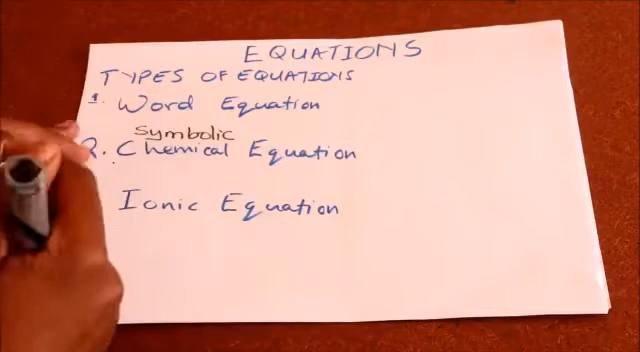 EQUATIONS
TYPES OF EQUATIONS
1. Word Equation
Symbolic
2. Chemical Equation
Ionic Equation